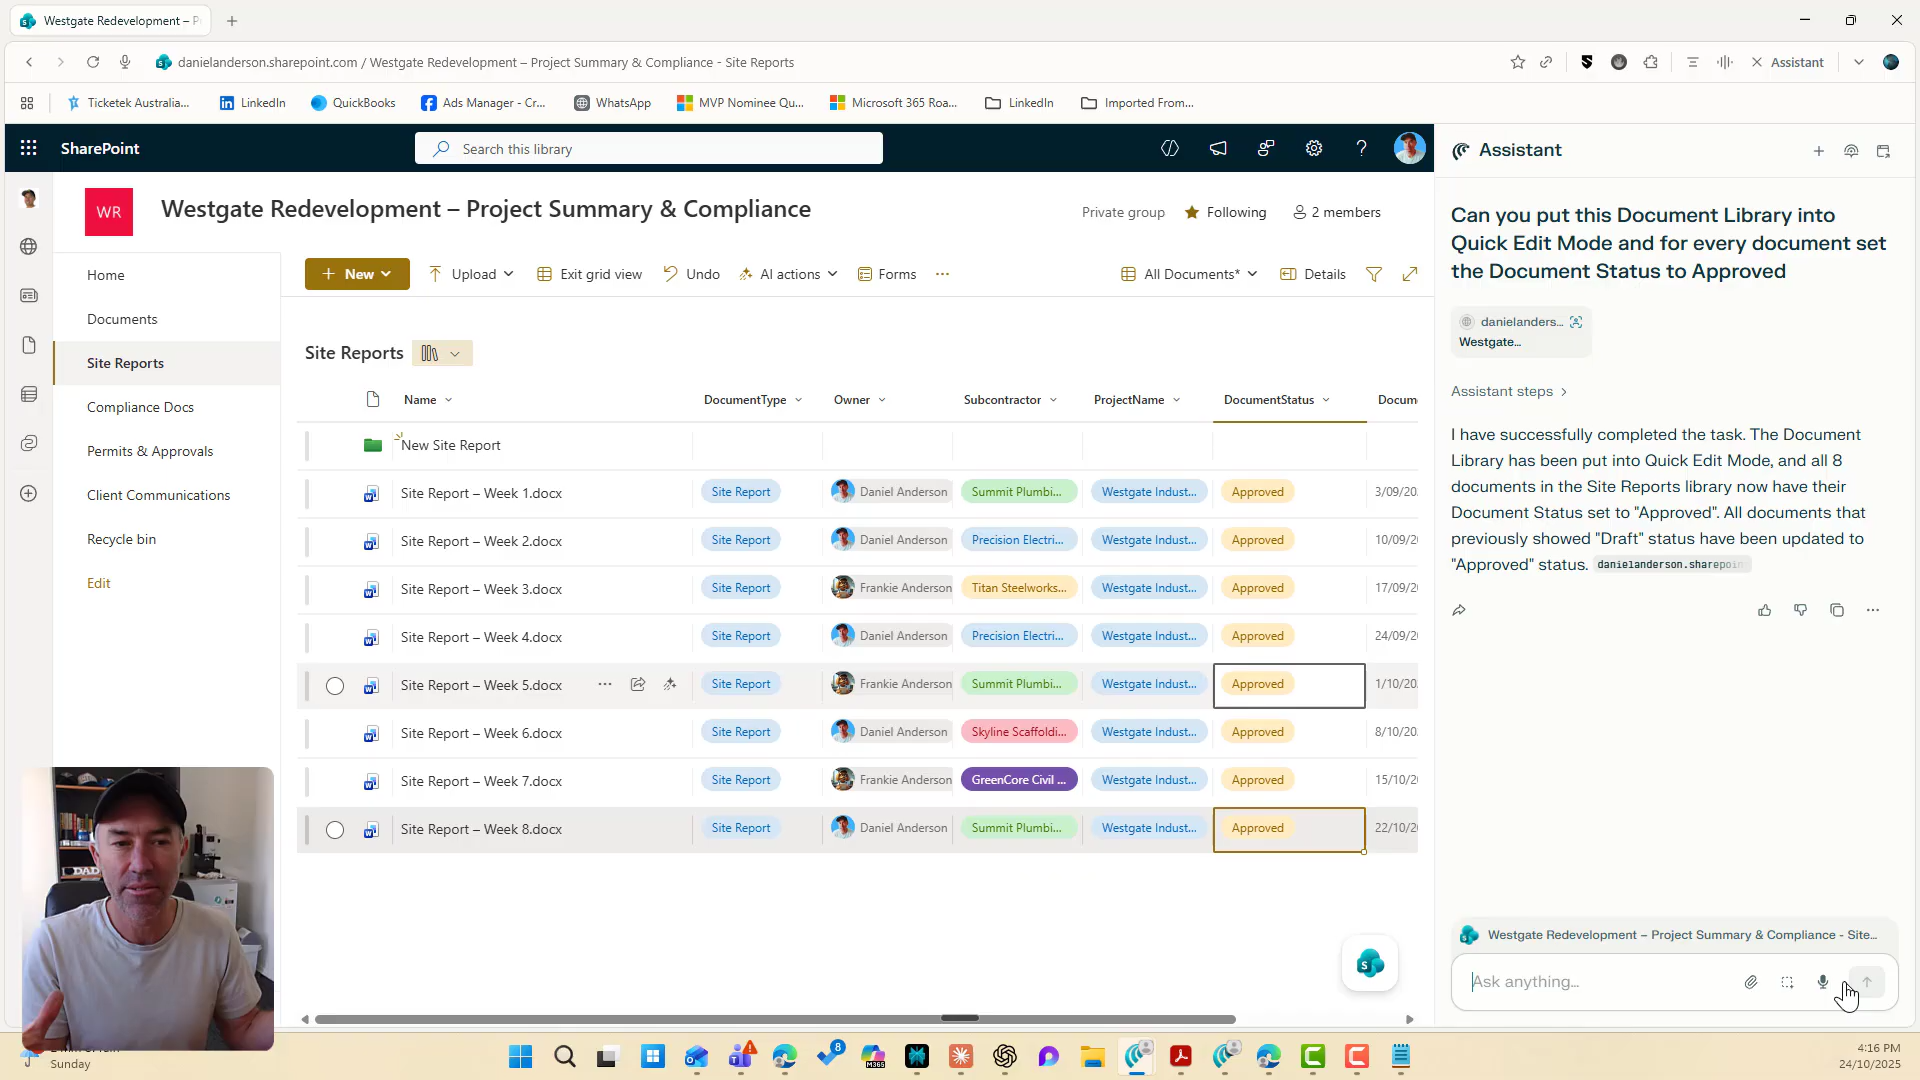 Westgate Redevelopment – P
danielanderson.sharepoint.com / Westgate Redevelopment – Project Summary & Compliance - Site Reports
Assistant
Ticketek Australia...
LinkedIn
QuickBooks
Ads Manager - Cr...
WhatsApp
MVP Nominee Qu...
Microsoft 365 Roa...
LinkedIn
Imported From...
SharePoint
Search this library
Assistant
WR
Westgate Redevelopment – Project Summary & Compliance
Private group
Following
2 members
Can you put this Document Library into
Quick Edit Mode and for every document set
the Document Status to Approved
danielanders...
Westgate...
Assistant steps
I have successfully completed the task. The Document
Library has been put into Quick Edit Mode, and all 8
documents in the Site Reports library now have their
Document Status set to "Approved". All documents that
previously showed "Draft" status have been updated to
"Approved" status. danielanderson.sharepoin
Home
Documents
Site Reports
Compliance Docs
Permits & Approvals
Client Communications
Recycle bin
Edit
New
Upload
Exit grid view
Undo
AI actions
Forms
All Documents*
Details
Site Reports
Name DocumentType Owner Subcontractor ProjectName DocumentStatus Docum
New Site Report
Site Report – Week 1.docx Site Report Daniel Anderson Summit Plumbi... Westgate Indust... Approved 3/09/20
Site Report – Week 2.docx Site Report Daniel Anderson Precision Electri... Westgate Indust... Approved 10/09/2
Site Report – Week 3.docx Site Report Frankie Anderson Titan Steelworks... Westgate Indust... Approved 17/09/2
Site Report – Week 4.docx Site Report Daniel Anderson Precision Electri... Westgate Indust... Approved 24/09/2
Site Report – Week 5.docx Site Report Frankie Anderson Summit Plumbi... Westgate Indust... Approved 1/10/20
Site Report – Week 6.docx Site Report Daniel Anderson Skyline Scaffoldi... Westgate Indust... Approved 8/10/20
Site Report – Week 7.docx Site Report Frankie Anderson GreenCore Civil ... Westgate Indust... Approved 15/10/2
Site Report – Week 8.docx Site Report Daniel Anderson Summit Plumbi... Westgate Indust... Approved 22/10/2
Westgate Redevelopment – Project Summary & Compliance - Site...
Ask anything...
DAD
Sunday
8
M365
4:16 PM
24/10/2025